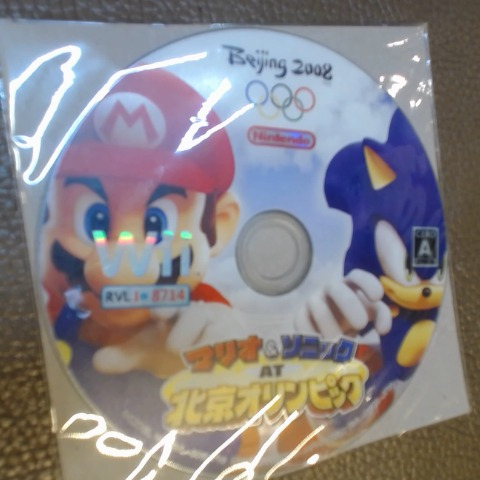 Beijing 2008
Nintendo
M
A
Wii
RVL
マリオ&ソニック
AT
北京オリンピック